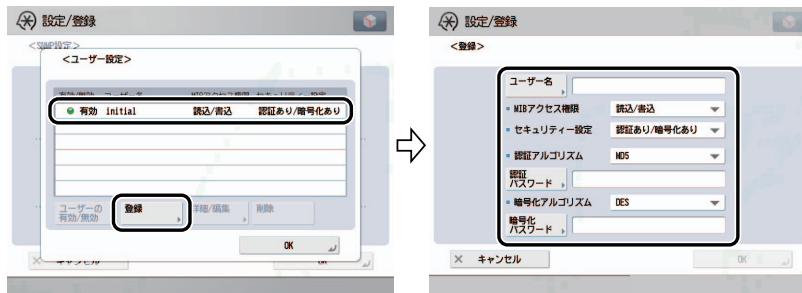 設定/登録
<SNMP設定>
<ユーザー設定>
有効/無効 ユーザー名 MIBアクセス権限 セキュリティー設定
有効 initial 読込/書込 認証あり/暗号化あり
ユーザーの
有効/無効
登録
詳細/編集
削除
OK
キャンセル
OK
設定/登録
<登録>
ユーザー名
MIBアクセス権限 読込/書込
セキュリティー設定 認証あり/暗号化あり
認証アルゴリズム MD5
認証
パスワード
暗号化アルゴリズム DES
暗号化
パスワード
× キャンセル
OK